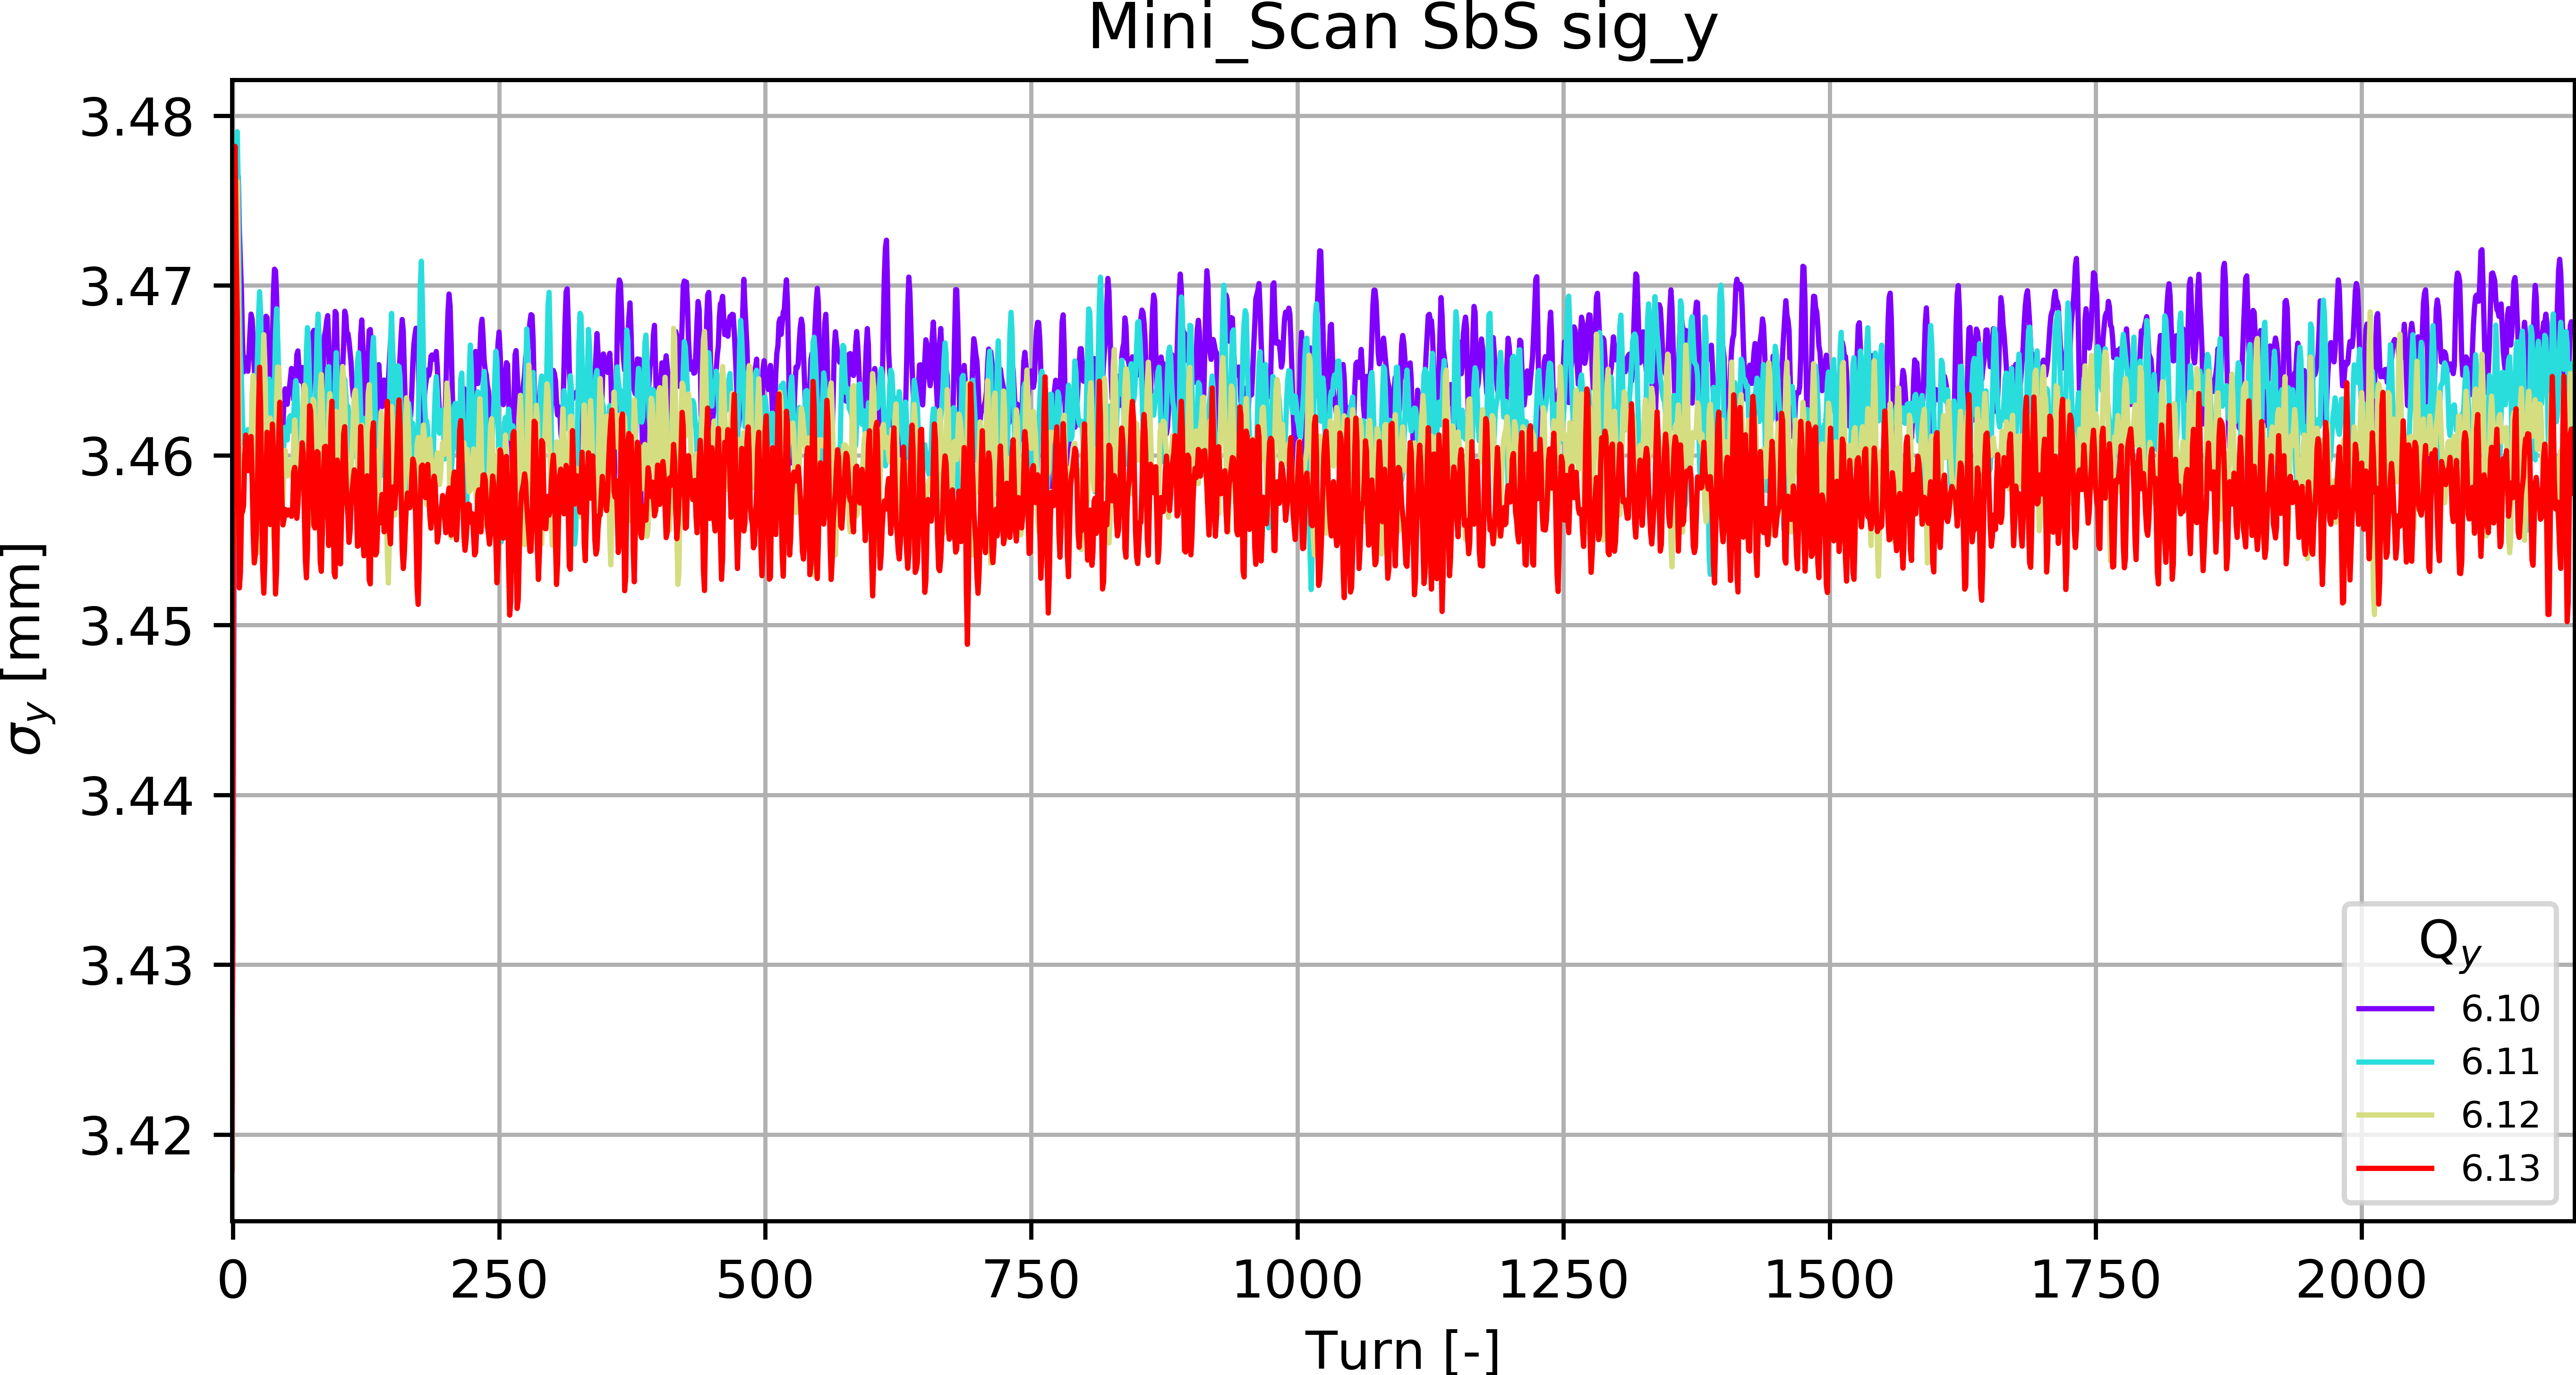 Mini_Scan SbS sig_y
3.48
3.47
3.46
3.45
3.44
3.43
3.42
σy [mm]
0 250 500 750 1000 1250 1500 1750 2000
Turn [-]
Qy
6.10
6.11
6.12
6.13